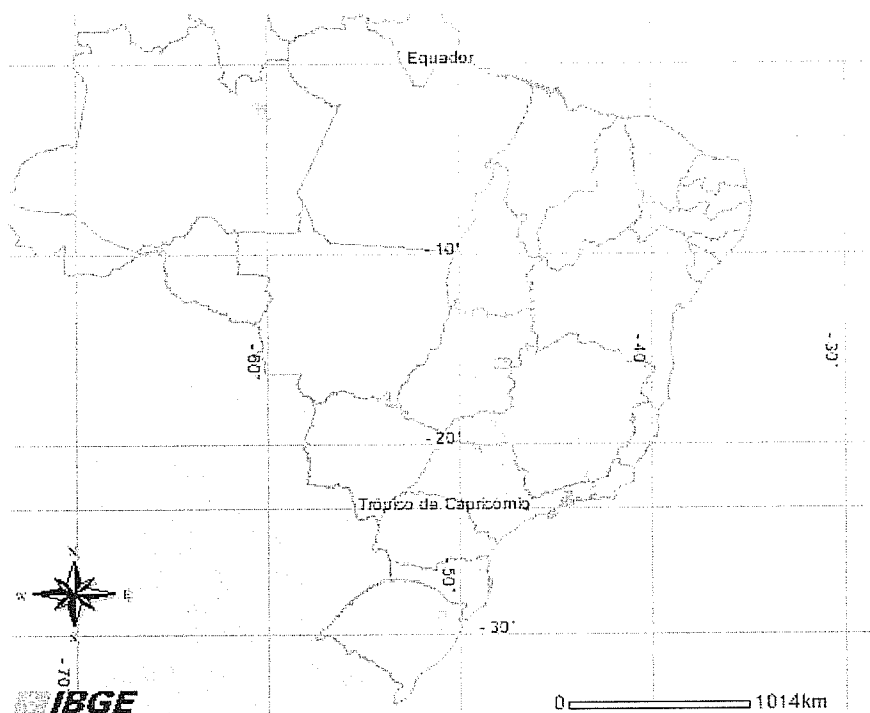 Equador
- 10°
- 60°
- 40°
- 30°
- 20°
Trópico de Capricórnio
- 50°
- 30°
- 70
IBGE
0 1014km